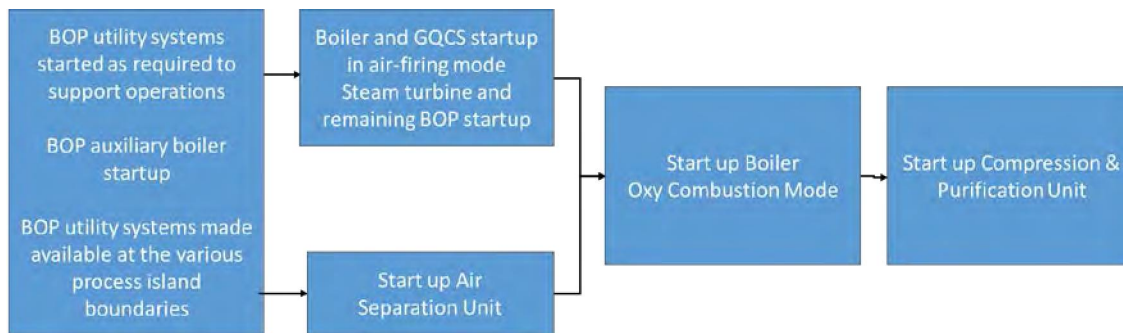 BOP utility systems
started as required to
support operations
BOP auxiliary boiler
startup
BOP utility systems made
available at the various
process island
boundaries
Boiler and GQCS startup
in air-firing mode
Steam turbine and
remaining BOP startup
Start up Air
Separation Unit
Start up Boiler
Oxy Combustion Mode
Start up Compression &
Purification Unit